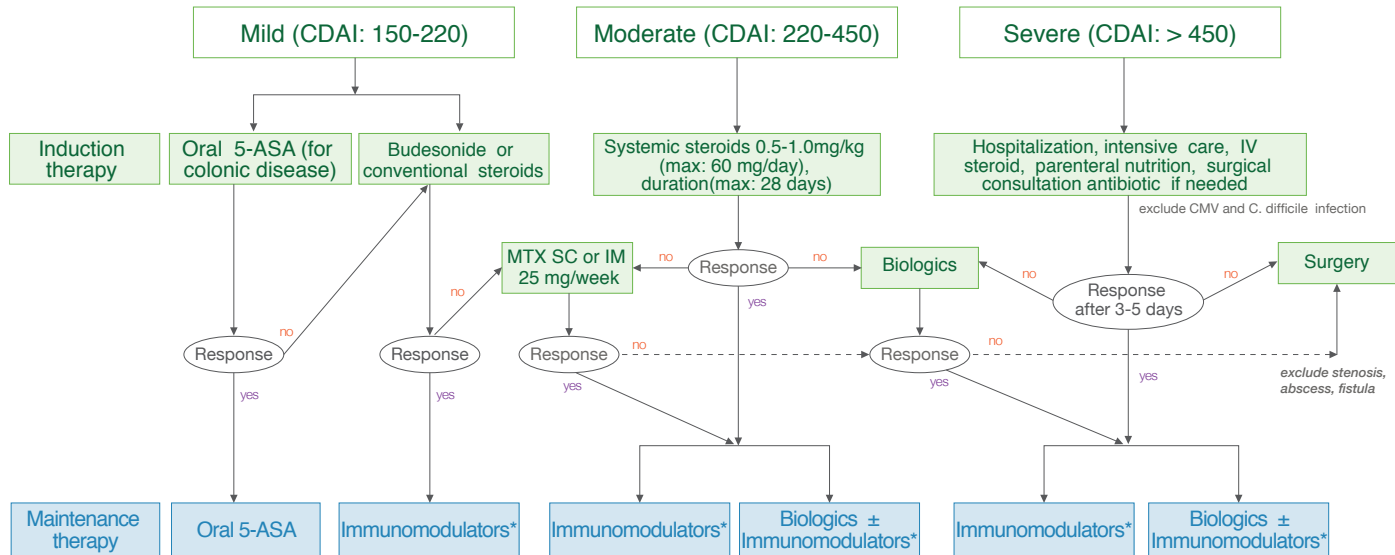 Mild (CDAI: 150-220)
Moderate (CDAI: 220-450)
Severe (CDAI: > 450)
Induction
therapy
Oral 5-ASA (for
colonic disease)
Budesonide or
conventional steroids
Systemic steroids 0.5-1.0mg/kg
(max: 60 mg/day),
duration(max: 28 days)
Hospitalization, intensive care, IV
steroid, parenteral nutrition, surgical
consultation antibiotic if needed
exclude CMV and C. difficile infection
MTX SC or IM
25 mg/week
no
Response
no
Biologics
no
Response
after 3-5 days
no
Surgery
no
yes
no
Response
Response
Response
no
Response
no
exclude stenosis,
abscess, fistula
yes
yes
yes
yes
yes
Maintenance
therapy
Oral 5-ASA
Immunomodulators*
Immunomodulators*
Biologics ±
Immunomodulators*
Immunomodulators*
Biologics ±
Immunomodulators*